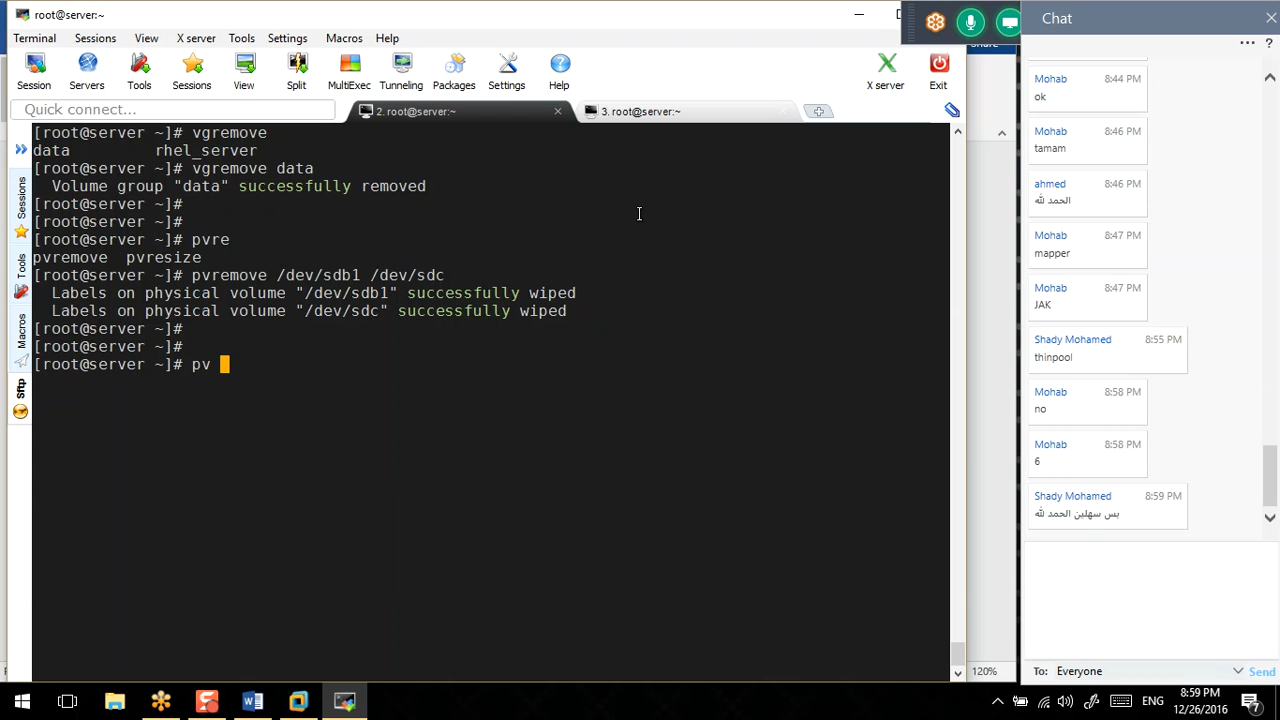 root@server:~
Chat
Terminal Sessions View X server Tools Settings Macros Help
Share
Session Servers Tools Sessions View Split MultiExec Tunneling Packages Settings Help X server Exit
Quick connect...
2. root@server:~
3. root@server:~
Sessions
Tools
Macros
Sftp
[root@server ~]# vgremove
data rhel_server
[root@server ~]# vgremove data
Volume group "data" successfully removed
[root@server ~]#
[root@server ~]#
[root@server ~]# pvre
pvremove pvresize
[root@server ~]# pvremove /dev/sdb1 /dev/sdc
Labels on physical volume "/dev/sdb1" successfully wiped
Labels on physical volume "/dev/sdc" successfully wiped
[root@server ~]#
[root@server ~]#
[root@server ~]# pv
Mohab 8:44 PM
ok
Mohab 8:46 PM
tamam
ahmed 8:46 PM
الحمد لله
Mohab 8:47 PM
mapper
Mohab 8:47 PM
JAK
Shady Mohamed 8:55 PM
thinpool
Mohab 8:58 PM
no
Mohab 8:58 PM
6
Shady Mohamed 8:59 PM
بس سهلين الحمد لله
To: Everyone
Send
120%
ENG
8:59 PM
12/26/2016
7